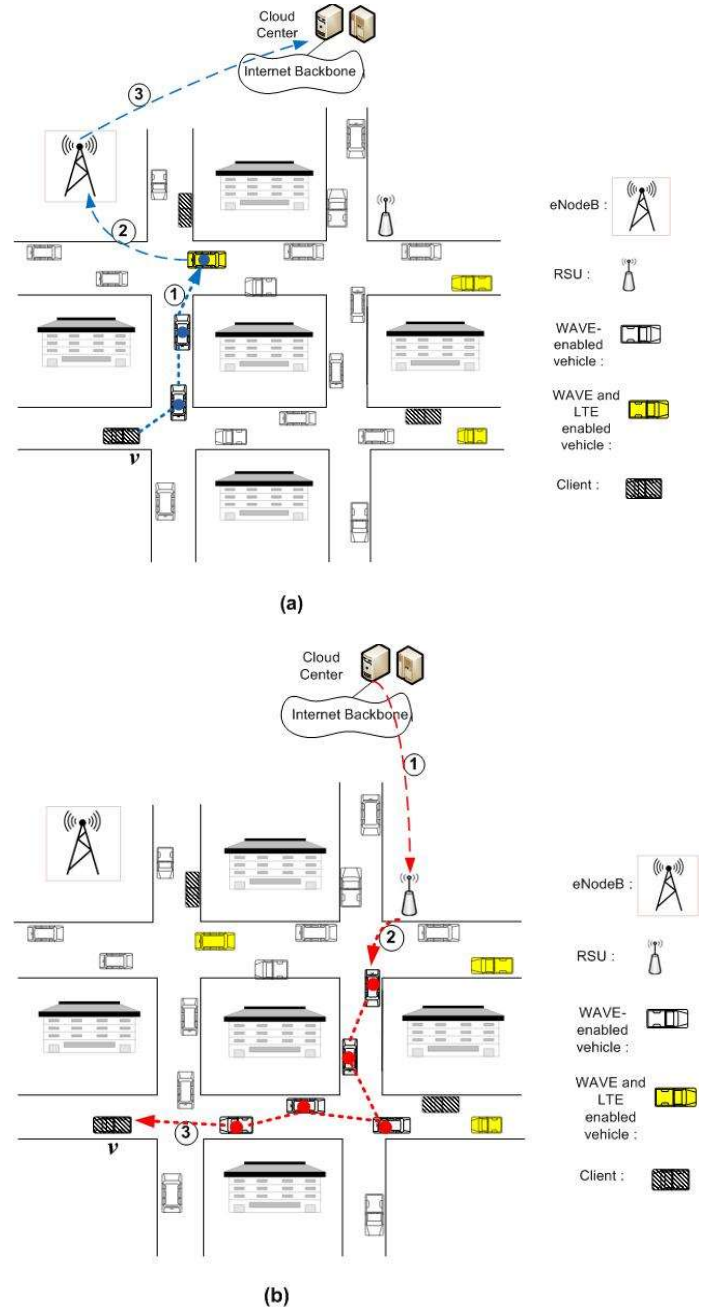 Cloud
Center
Internet Backbone
3
2
1
v
eNodeB :
RSU :
WAVE-
enabled
vehicle :
WAVE and
LTE
enabled
vehicle :
Client :
(a)
Cloud
Center
Internet Backbone
1
2
3
v
eNodeB :
RSU :
WAVE-
enabled
vehicle :
WAVE and
LTE
enabled
vehicle :
Client :
(b)